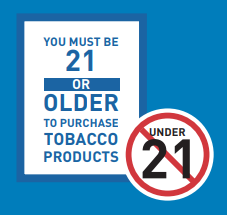 YOU MUST BE
21
OR
OLDER
TO PURCHASE
TOBACCO
PRODUCTS
UNDER
21